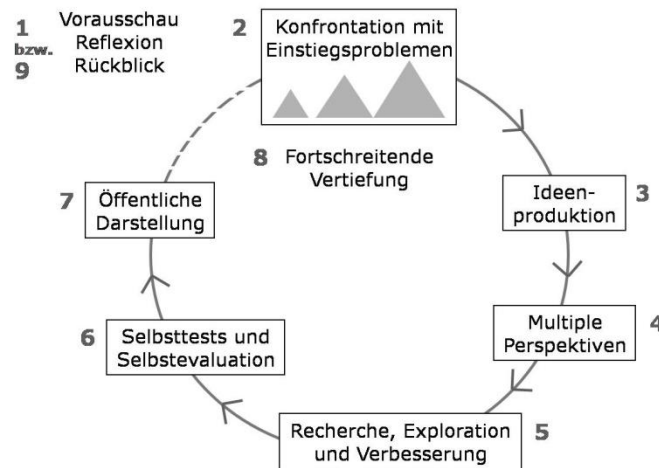 1 Vorausschau
bzw. Reflexion
9 Rückblick
2 Konfrontation mit
Einstiegsproblemen
3 Ideen-
produktion
4 Multiple
Perspektiven
5 Recherche, Exploration
und Verbesserung
6 Selbsttests und
Selbstevaluation
7 Öffentliche
Darstellung
8 Fortschreitende
Vertiefung